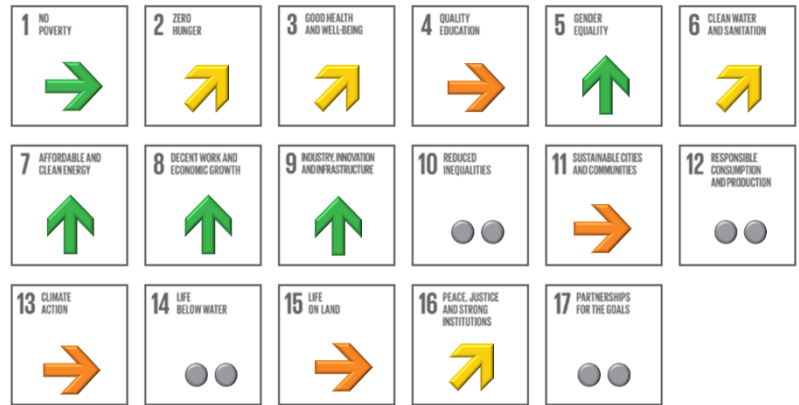 1 NO
POVERTY
2 ZERO
HUNGER
3 GOOD HEALTH
AND WELL-BEING
4 QUALITY
EDUCATION
5 GENDER
EQUALITY
6 CLEAN WATER
AND SANITATION
7 AFFORDABLE AND
CLEAN ENERGY
8 DECENT WORK AND
ECONOMIC GROWTH
9 INDUSTRY, INNOVATION
AND INFRASTRUCTURE
10 REDUCED
INEQUALITIES
11 SUSTAINABLE CITIES
AND COMMUNITIES
12 RESPONSIBLE
CONSUMPTION
AND PRODUCTION
13 CLIMATE
ACTION
14 LIFE
BELOW WATER
15 LIFE
ON LAND
16 PEACE, JUSTICE
AND STRONG
INSTITUTIONS
17 PARTNERSHIPS
FOR THE GOALS